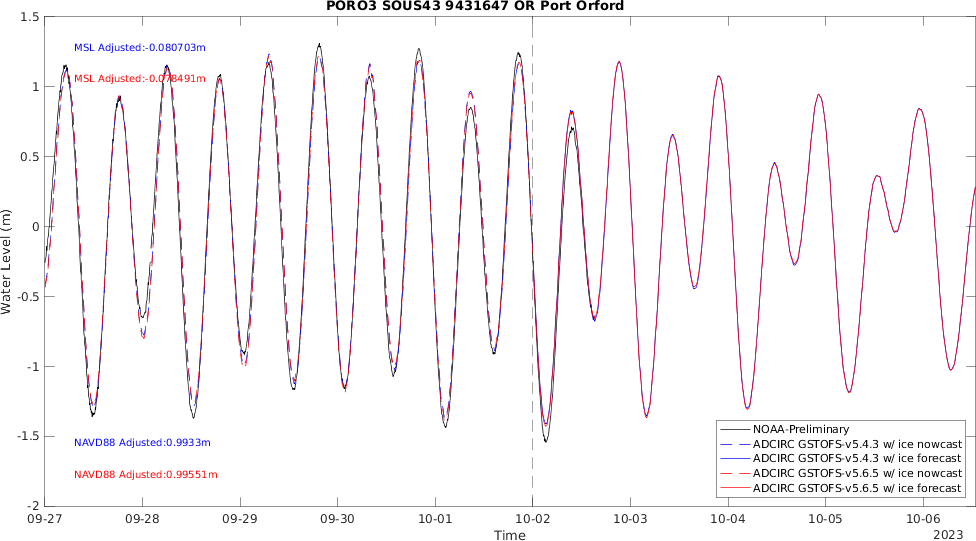 PORO3 SOUS43 9431647 OR Port Orford
1.5
1
0.5
0
-0.5
-1
-1.5
-2
Water Level (m)
MSL Adjusted:-0.080703m
MSL Adjusted:-0.078491m
NAVD88 Adjusted:0.9933m
NAVD88 Adjusted:0.99551m
NOAA-Preliminary
ADCIRC GSTOFS-v5.4.3 w/ ice nowcast
ADCIRC GSTOFS-v5.4.3 w/ ice forecast
ADCIRC GSTOFS-v5.6.5 w/ ice nowcast
ADCIRC GSTOFS-v5.6.5 w/ ice forecast
09-27 09-28 09-29 09-30 10-01 10-02 10-03 10-04 10-05 10-06
Time
2023